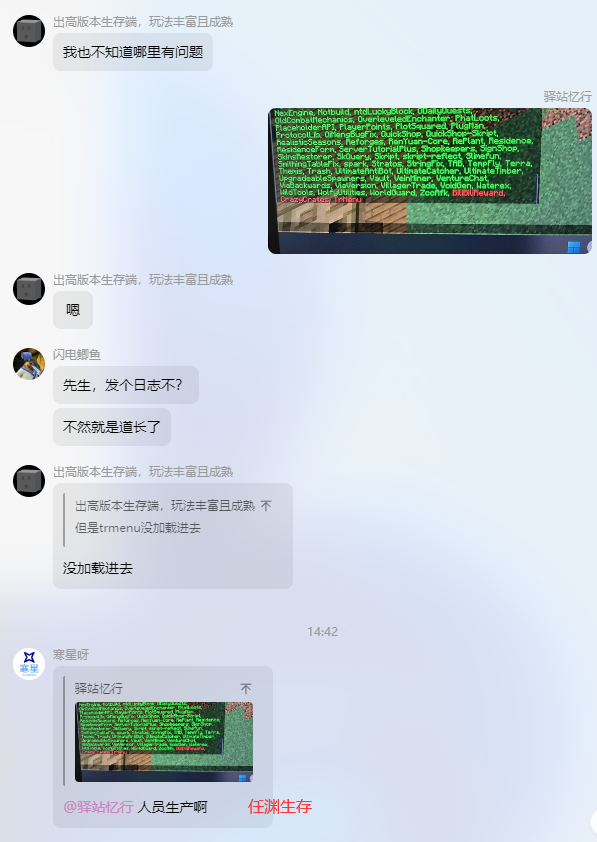 出高版本生存端，玩法丰富且成熟
我也不知道哪里有问题
驿站忆行
NexEngine, Notbuild, ntdLuckyBlock, ODailyQuests,
OldCombatMechanics, OverleveledEnchanter, PhatLoots,
PlaceholderAPI, PlayerPoints, PlotSquared, PlugMan,
ProtocolLib, QiMengBugFix, QuickShop, QuickShop-Skript,
RealisticSeasons, Reforges, RenYuan-Core, RePlant, Residence,
ResidenceForm, ServerTutorialPlus, Shopkeepers, SignShop,
SkinsRestorer, SkQuery, Skript, skript-reflect, Slimefun,
SmithingTableFix, spark, Stratos, StringFix, TAB, TempFly, Terra,
Themis, Trash, UltimateAntiBot, UltimateCatcher, UltimateTimber,
UpgradeableSpawners, Vault, VeinMiner, VentureChat,
ViaBackwards, ViaVersion, VillagerTrade, VoidGen, Waterex,
WildTools, WolfyUtilities, WorldGuard,
CrazyCrates, TrMenu
出高版本生存端，玩法丰富且成熟
嗯
闪电鲫鱼
先生，发个日志不？
不然就是道长了
出高版本生存端，玩法丰富且成熟
出高版本生存端，玩法丰富且成熟
但是trmenu没加载进去
没加载进去
14:42
寒星呀
寒星
驿站忆行
@驿站忆行 人员生产啊 任渊生存